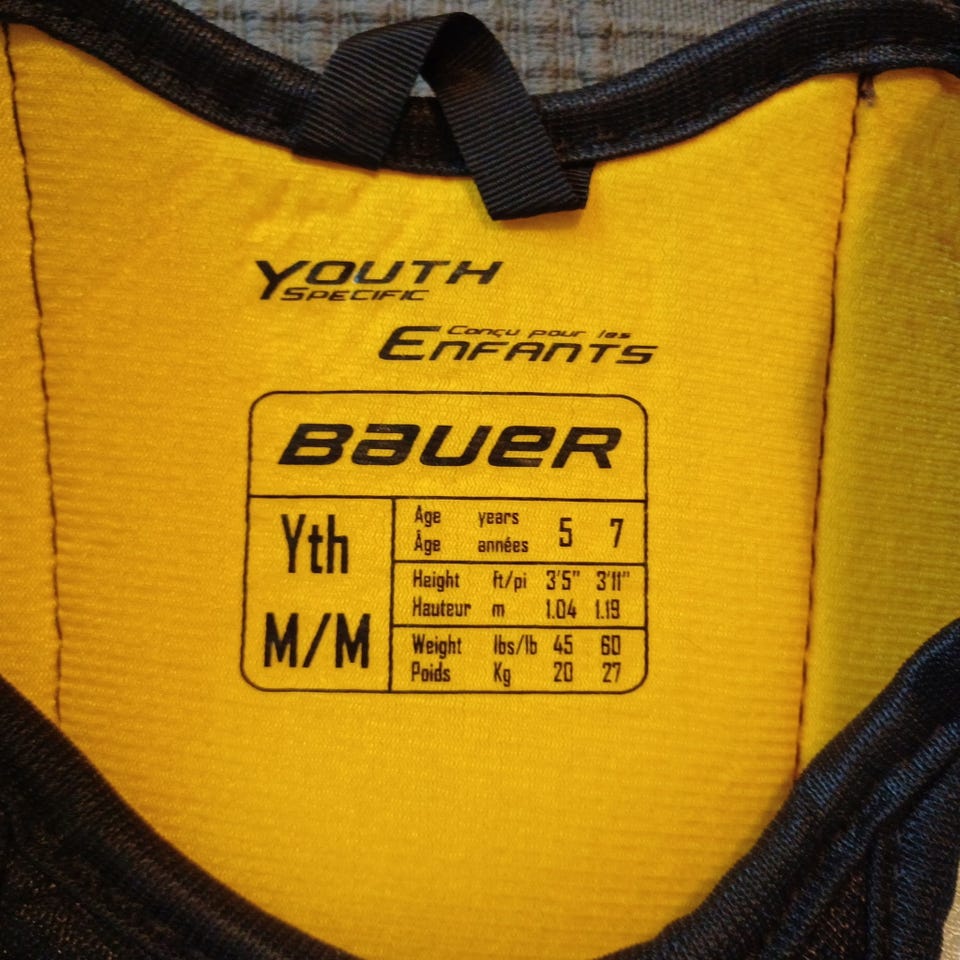 YOUTH
SPECIFIC
Conçu pour les
ENFANTS
BAUER
Yth
M/M
Age years 5 7
Âge années
Height ft/pi 3'5" 3'11"
Hauteur m 1.04 1.19
Weight lbs/lb 45 60
Poids Kg 20 27